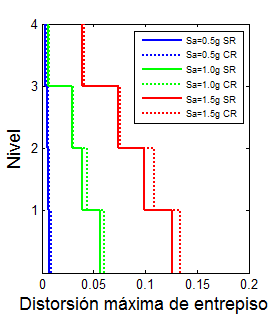 4
3
2
1
Nivel
Sa=0.5g SR
Sa=0.5g CR
Sa=1.0g SR
Sa=1.0g CR
Sa=1.5g SR
Sa=1.5g CR
0 0.05 0.1 0.15 0.2
Distorsión máxima de entrepiso